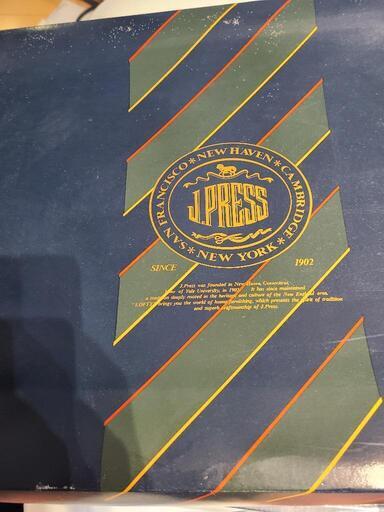 SAN FRANCISCO * NEW HAVEN * CAMBRIDGE * NEW YORK *
J. PRESS
SINCE 1902
J.Press was founded in New Haven, Connecticut,
home of Yale University, in 1902. It has since maintained
a tradition deeply rooted in the heritage and culture of the New England area.
"LOFTEX brings you the world of home furnishing, which presents the spirit of tradition
and superb craftsmanship of J.Press.